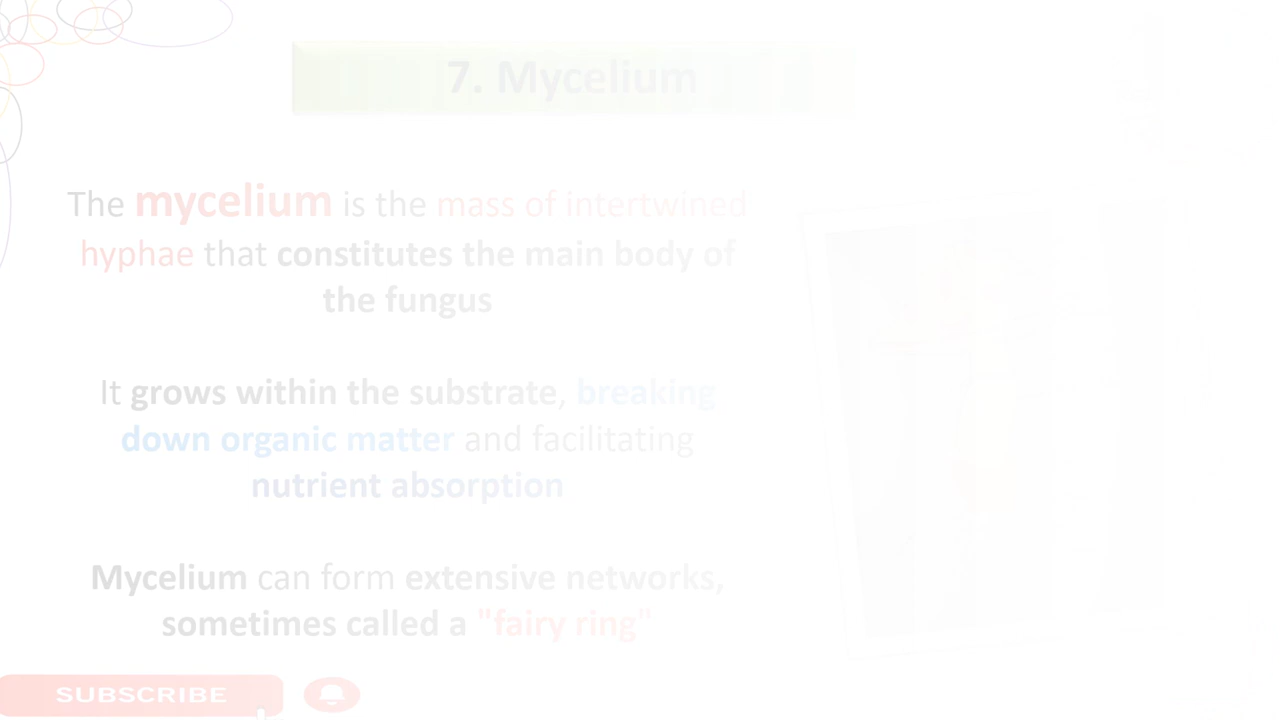 7. Mycelium
The mycelium is the mass of intertwined
hyphae that constitutes the main body of
the fungus
It grows within the substrate, breaking
down organic matter and facilitating
nutrient absorption
Mycelium can form extensive networks,
sometimes called a "fairy ring"
SUBSCRIBE